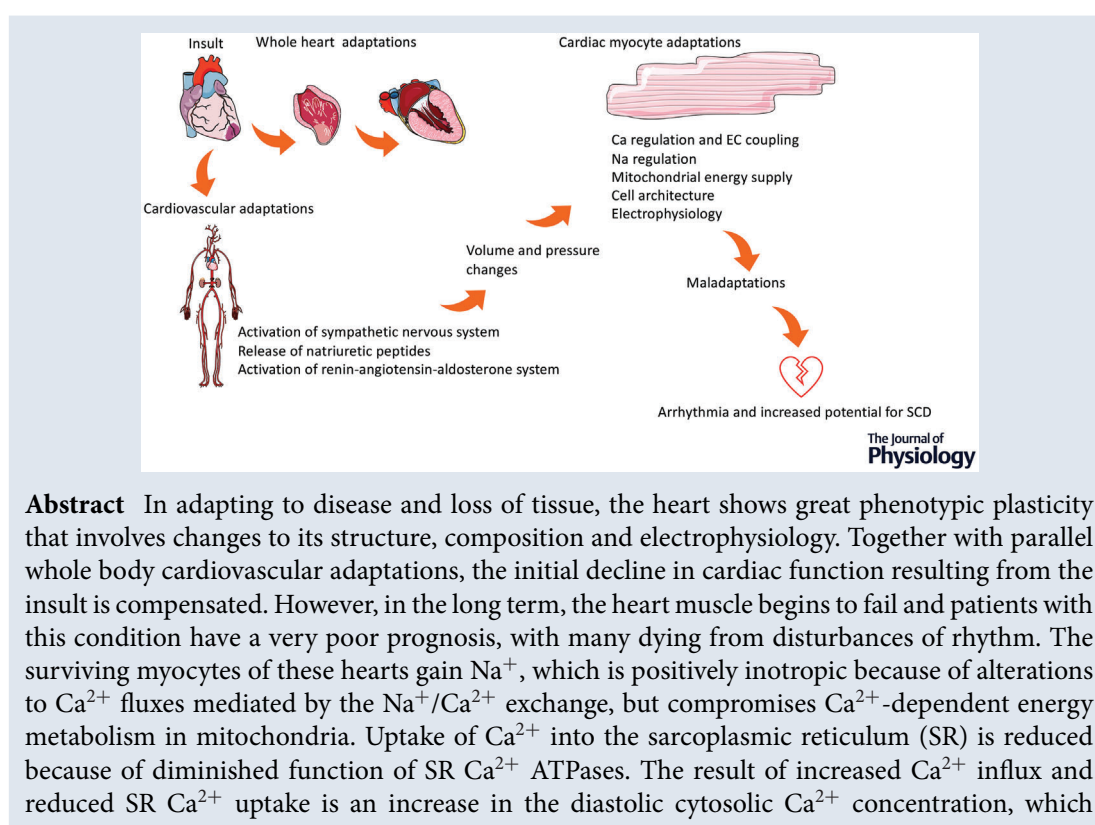 Insult
Whole heart adaptations
Cardiac myocyte adaptations
Ca regulation and EC coupling
Na regulation
Mitochondrial energy supply
Cell architecture
Electrophysiology
Cardiovascular adaptations
Volume and pressure
changes
Maladaptations
Activation of sympathetic nervous system
Release of natriuretic peptides
Activation of renin-angiotensin-aldosterone system
Arrhythmia and increased potential for SCD
The Journal of
Physiology
Abstract In adapting to disease and loss of tissue, the heart shows great phenotypic plasticity
that involves changes to its structure, composition and electrophysiology. Together with parallel
whole body cardiovascular adaptations, the initial decline in cardiac function resulting from the
insult is compensated. However, in the long term, the heart muscle begins to fail and patients with
this condition have a very poor prognosis, with many dying from disturbances of rhythm. The
surviving myocytes of these hearts gain Na⁺, which is positively inotropic because of alterations
to Ca²⁺ fluxes mediated by the Na⁺/Ca²⁺ exchange, but compromises Ca²⁺-dependent energy
metabolism in mitochondria. Uptake of Ca²⁺ into the sarcoplasmic reticulum (SR) is reduced
because of diminished function of SR Ca²⁺ ATPases. The result of increased Ca²⁺ influx and
reduced SR Ca²⁺ uptake is an increase in the diastolic cytosolic Ca²⁺ concentration, which